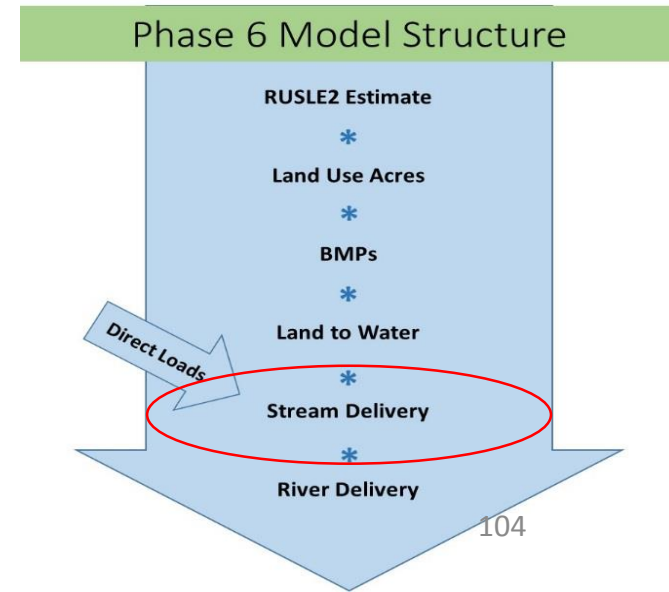 Phase 6 Model Structure
RUSLE2 Estimate
*
Land Use Acres
*
BMPs
*
Land to Water
Direct Loads
*
Stream Delivery
*
River Delivery
104